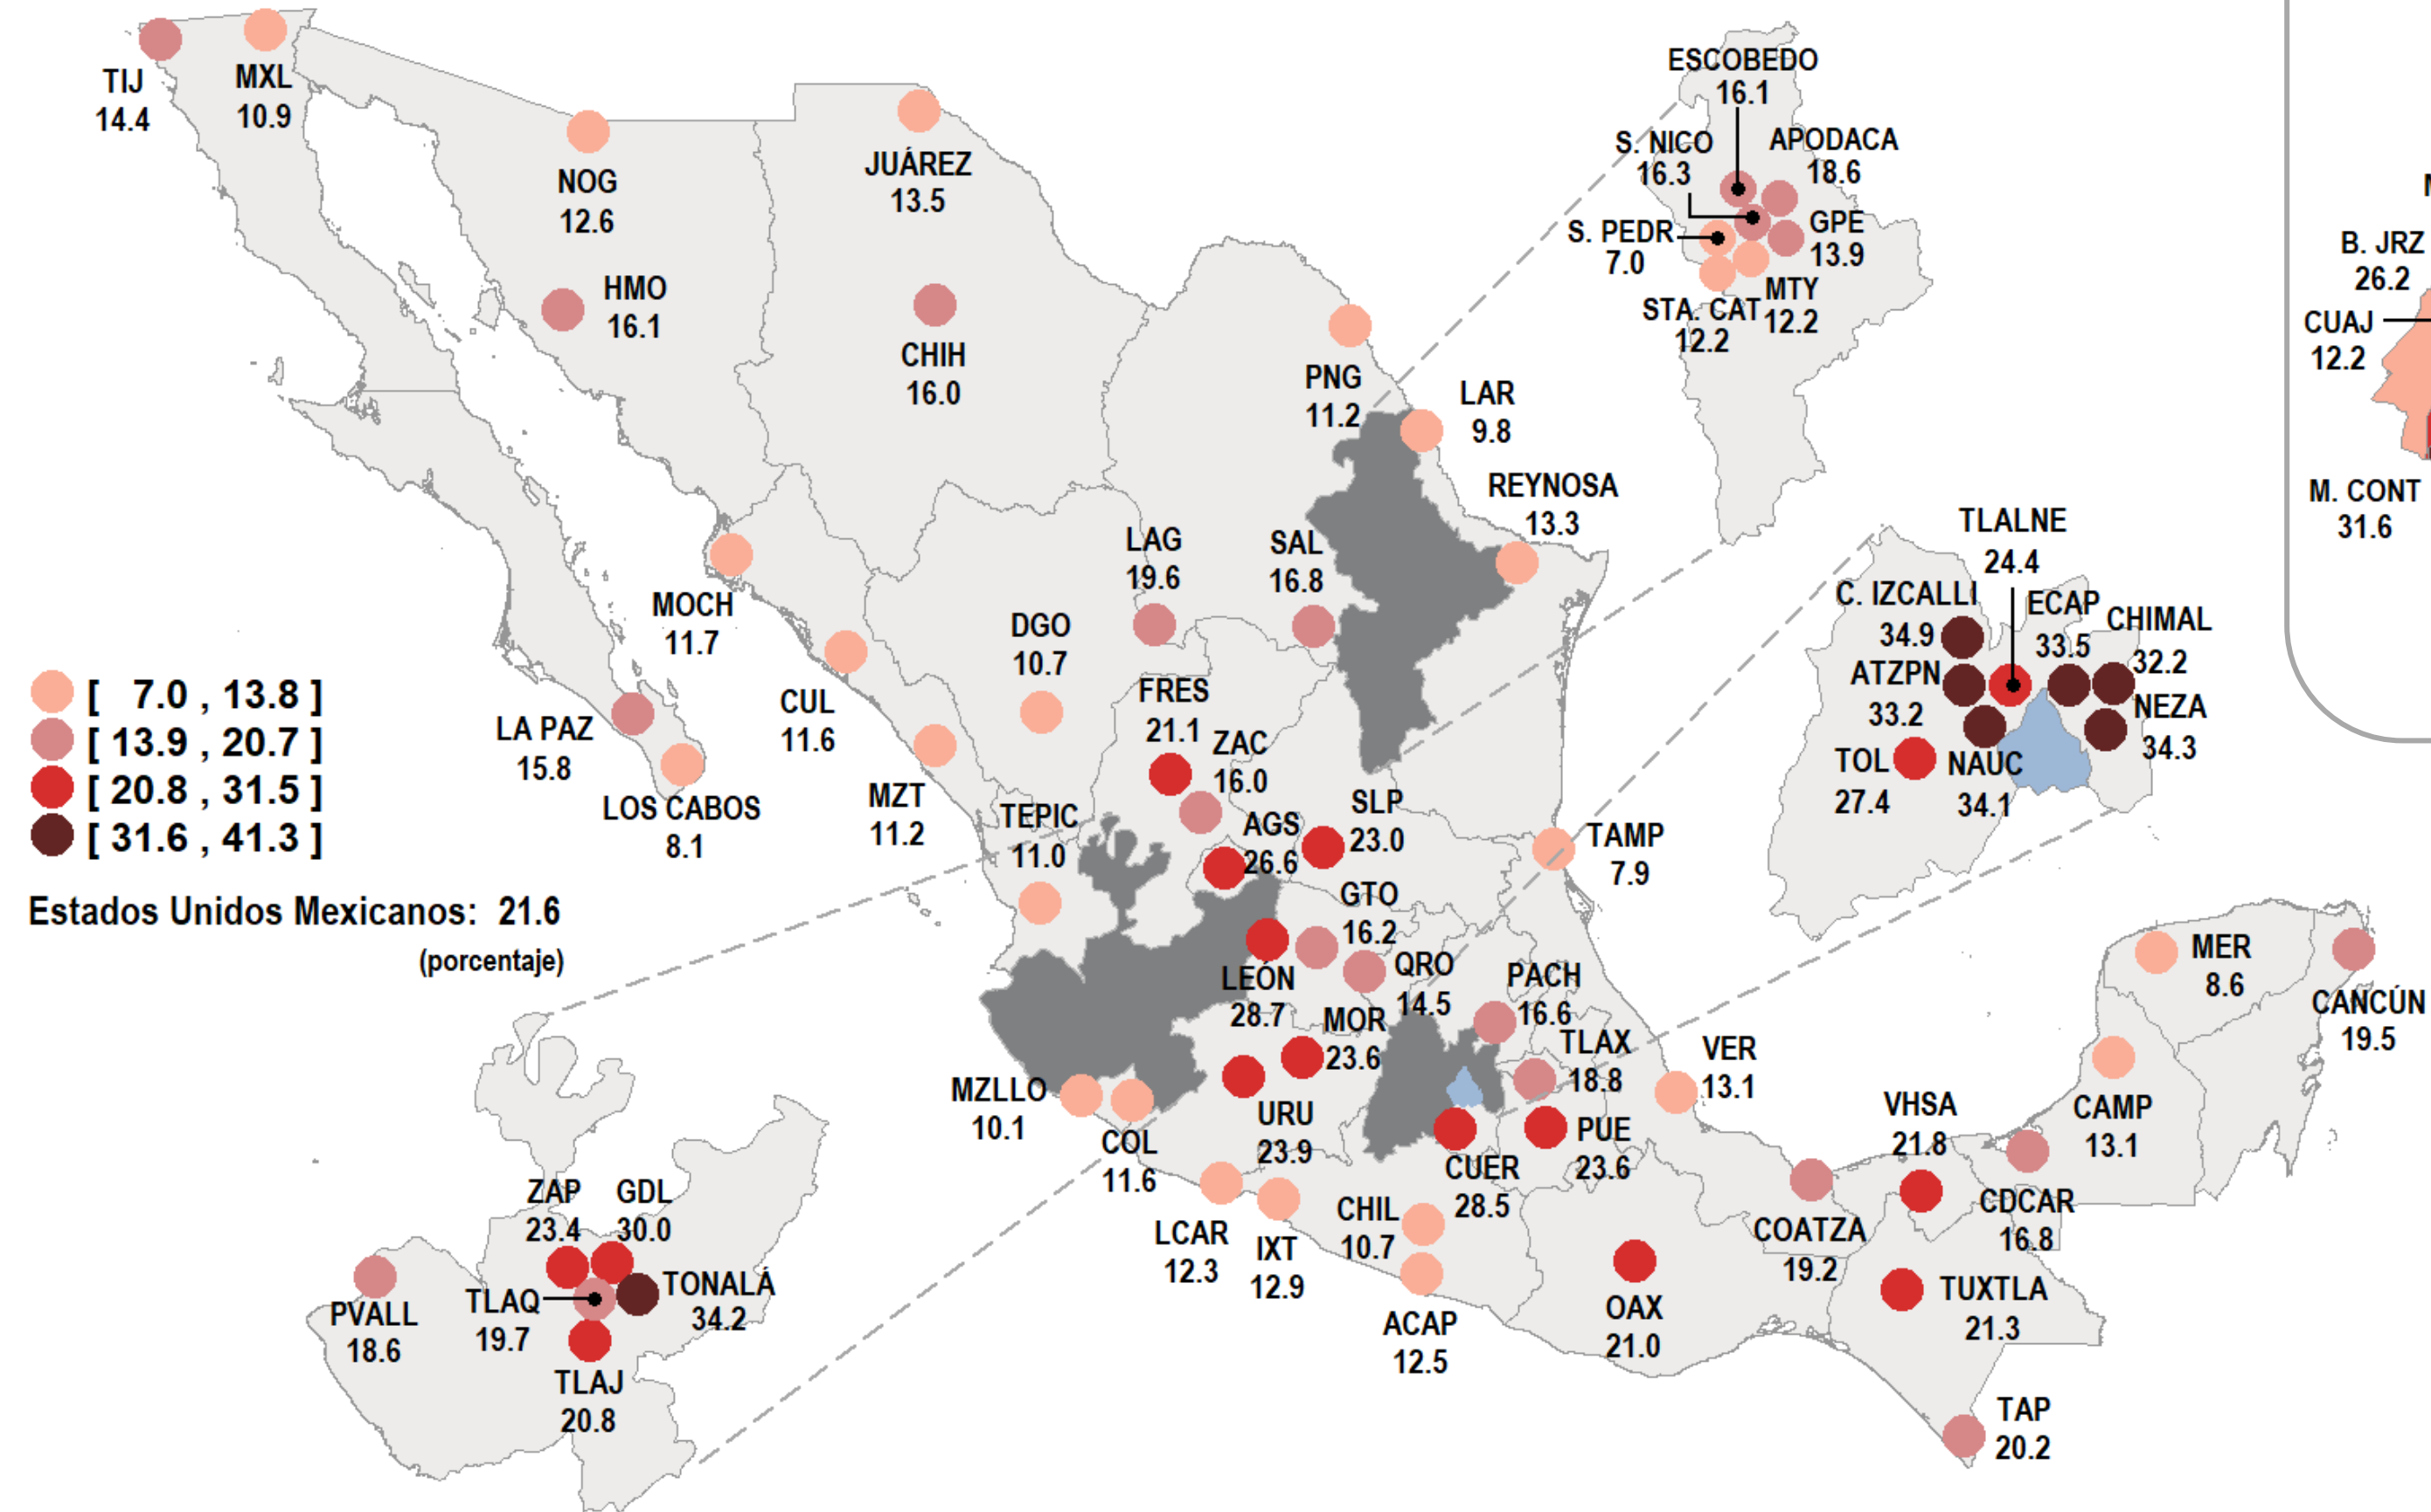 TIJ
14.4
MXL
10.9
NOG
12.6
HMO
16.1
JUÁREZ
13.5
CHIH
16.0
PNG
11.2
LAR
9.8
REYNOSA
13.3
ESCOBEDO
16.1
S. NICO
16.3
APODACA
18.6
GPE
13.9
S. PEDR
7.0
MTY
12.2
STA. CAT
12.2
B. JRZ
26.2
CUAJ
12.2
M. CONT
31.6
MOCH
11.7
CUL
11.6
MZT
11.2
DGO
10.7
LAG
19.6
SAL
16.8
FRES
21.1
ZAC
16.0
LA PAZ
15.8
LOS CABOS
8.1
[ 7.0 , 13.8 ]
[ 13.9 , 20.7 ]
[ 20.8 , 31.5 ]
[ 31.6 , 41.3 ]
Estados Unidos Mexicanos: 21.6
(porcentaje)
TEPIC
11.0
AGS
26.6
SLP
23.0
TAMP
7.9
GTO
16.2
LEÓN
28.7
QRO
14.5
PACH
16.6
MOR
23.6
TLAX
18.8
URU
23.9
CUER
28.5
PUE
23.6
VER
13.1
MZLLO
10.1
COL
11.6
LCAR
12.3
IXT
12.9
CHIL
10.7
ACAP
12.5
OAX
21.0
COATZA
19.2
VHSA
21.8
CDCAR
16.8
TUXTLA
21.3
TAP
20.2
CAMP
13.1
MER
8.6
CANCÚN
19.5
TLALNE
24.4
C. IZCALLI
34.9
ECAP
33.5
CHIMAL
32.2
ATZPN
33.2
NEZA
34.3
TOL
27.4
NAUC
34.1
ZAP
23.4
GDL
30.0
TONALÁ
34.2
TLAQ
19.7
TLAJ
20.8
PVALL
18.6